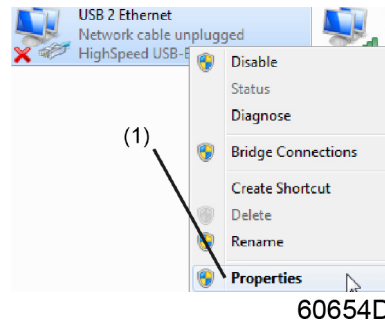 USB 2 Ethernet
Network cable unplugged
HighSpeed USB-E
Disable
Status
Diagnose
(1)
Bridge Connections
Create Shortcut
Delete
Rename
Properties
60654D